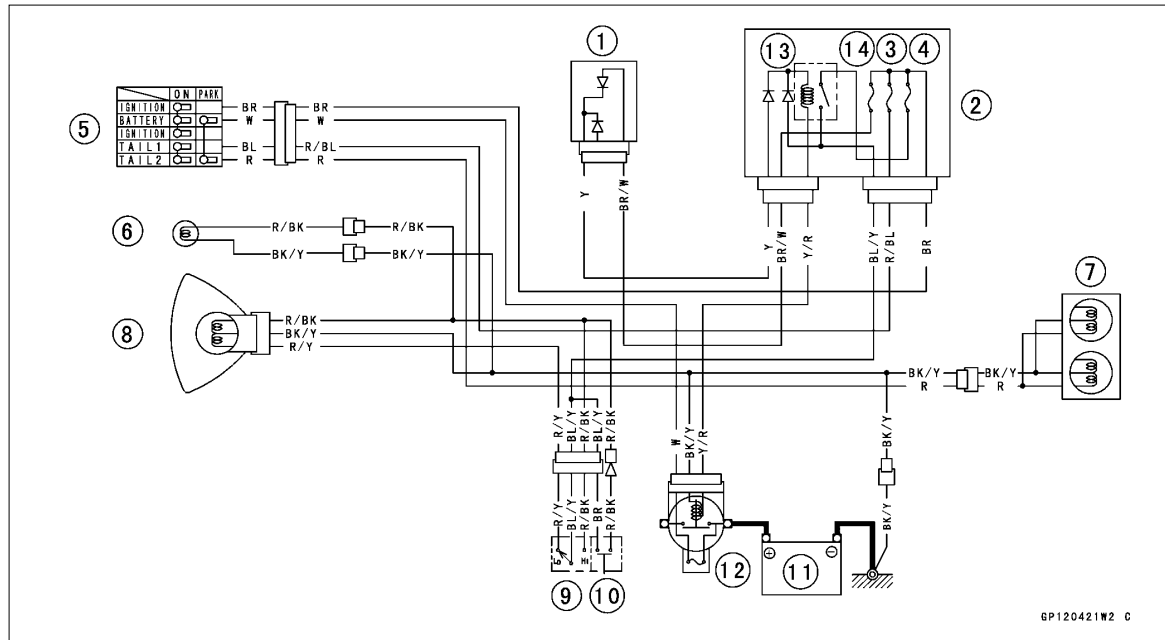 1
13
14
3
4
2
5
ON PARK
IGNITION
BATTERY
IGNITION
TAIL1
TAIL2
BR
W
BL
R
BR
W
R/BL
R
6
R/BK
R/BK
BK/Y
BK/Y
8
R/BK
BK/Y
R/Y
Y
BR/W
Y
BR/W
Y/R
BL/Y
R/BL
BR
7
BK/Y
R
BK/Y
R
R/Y
BL/Y
R/BK
BL/Y
R/BK
R/Y
BL/Y
R/BK
BR
R/BK
Lo
Hi
9
10
W
BK/Y
Y/R
12
+
−
11
BK/Y
BK/Y
GP120421W2 C